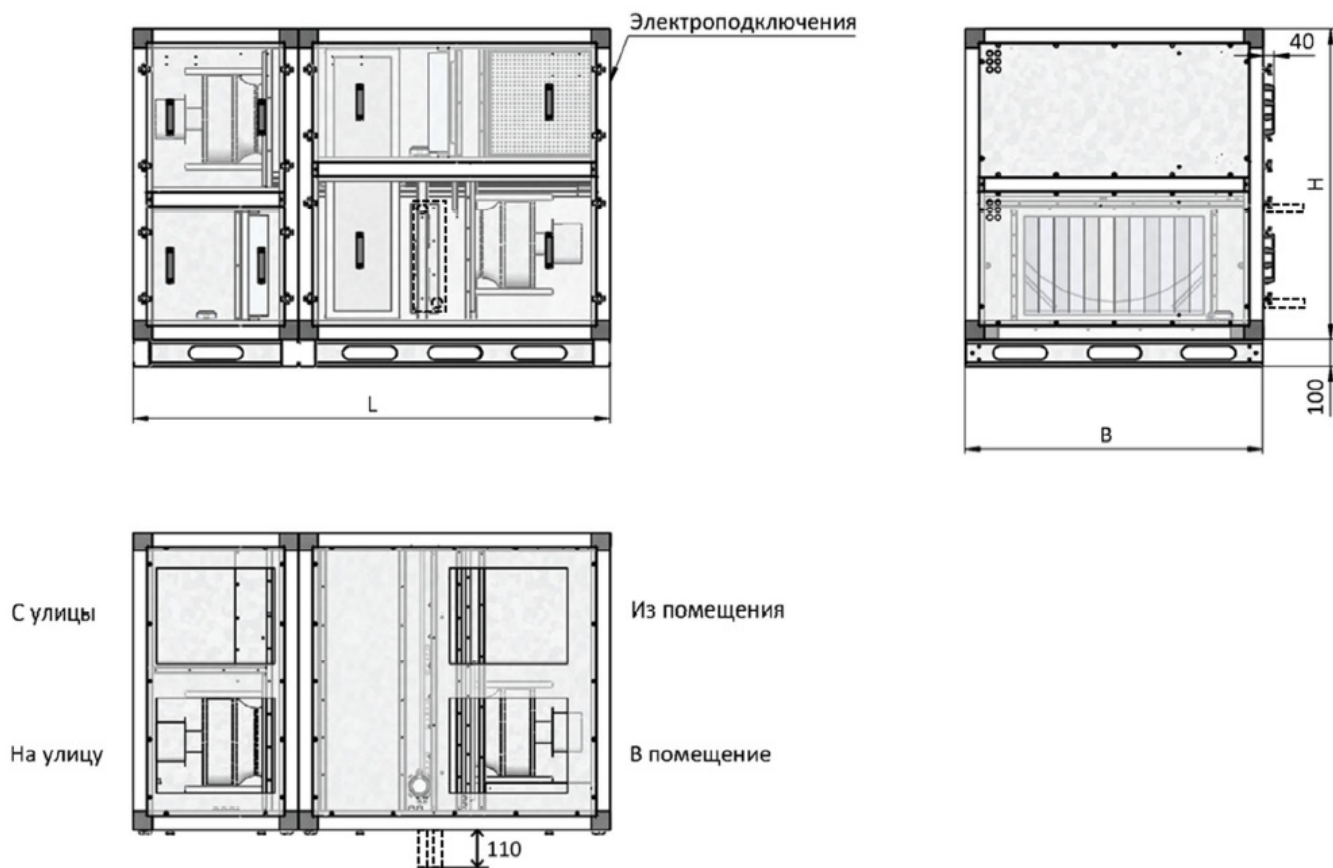 Электроподключения
40
H
100
L
B
С улицы
Из помещения
На улицу
В помещение
110